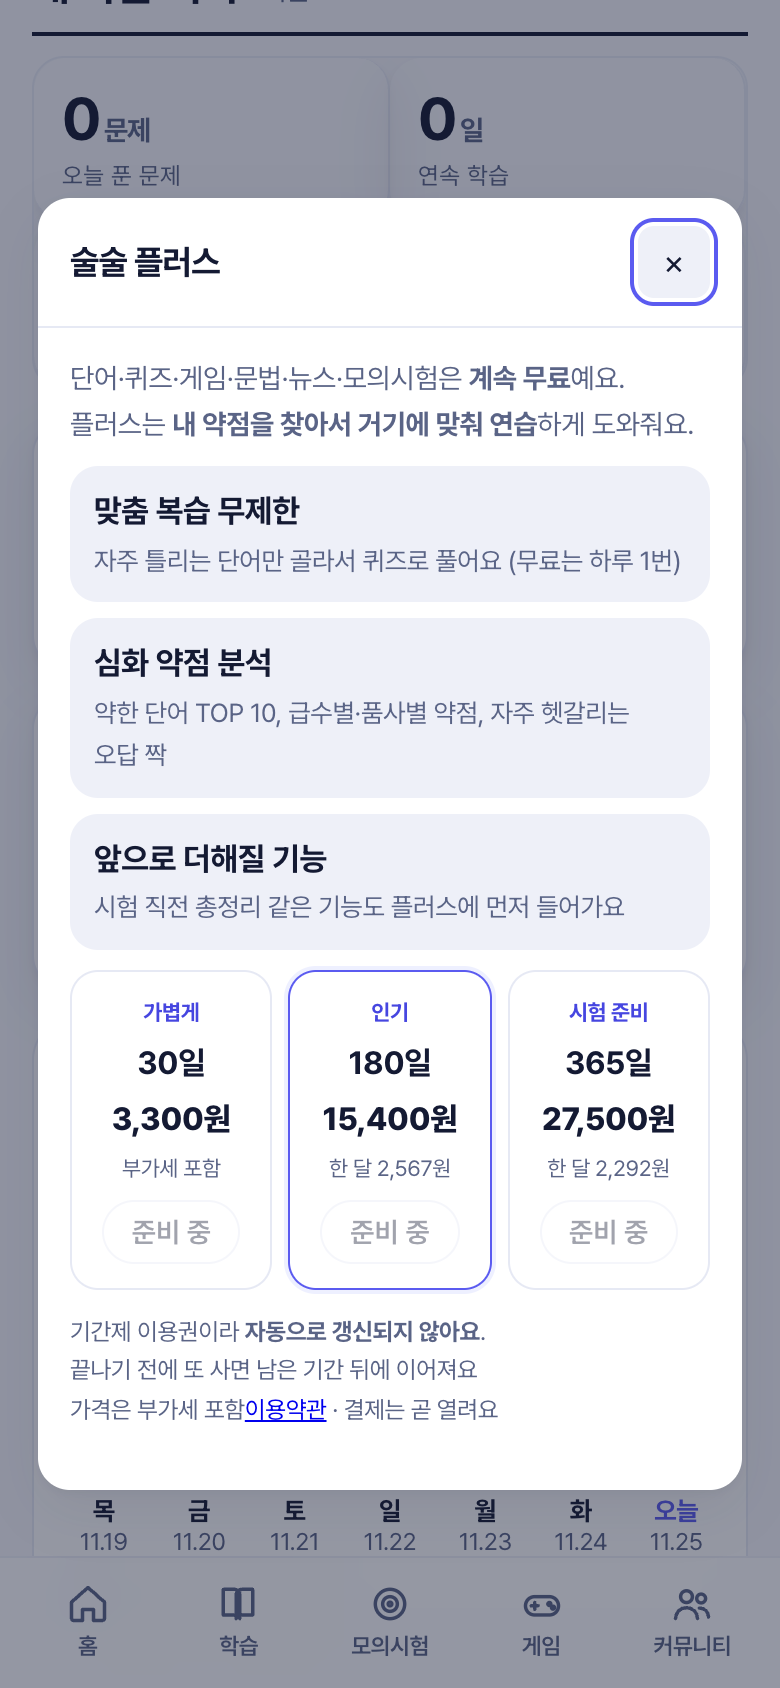 0문제
0일
오늘 푼 문제
연속 학습
술술 플러스
×
단어·퀴즈·게임·문법·뉴스·모의시험은 계속 무료예요.
플러스는 내 약점을 찾아서 거기에 맞춰 연습하게 도와줘요.
맞춤 복습 무제한
자주 틀리는 단어만 골라서 퀴즈로 풀어요 (무료는 하루 1번)
심화 약점 분석
약한 단어 TOP 10, 급수별·품사별 약점, 자주 헷갈리는
오답 짝
앞으로 더해질 기능
시험 직전 총정리 같은 기능도 플러스에 먼저 들어가요
가볍게
30일
3,300원
부가세 포함
준비 중
인기
180일
15,400원
한 달 2,567원
준비 중
시험 준비
365일
27,500원
한 달 2,292원
준비 중
기간제 이용권이라 자동으로 갱신되지 않아요.
끝나기 전에 또 사면 남은 기간 뒤에 이어져요
가격은 부가세 포함이용약관 · 결제는 곧 열려요
목 금 토 일 월 화 오늘
11.19 11.20 11.21 11.22 11.23 11.24 11.25
홈 학습 모의시험 게임 커뮤니티